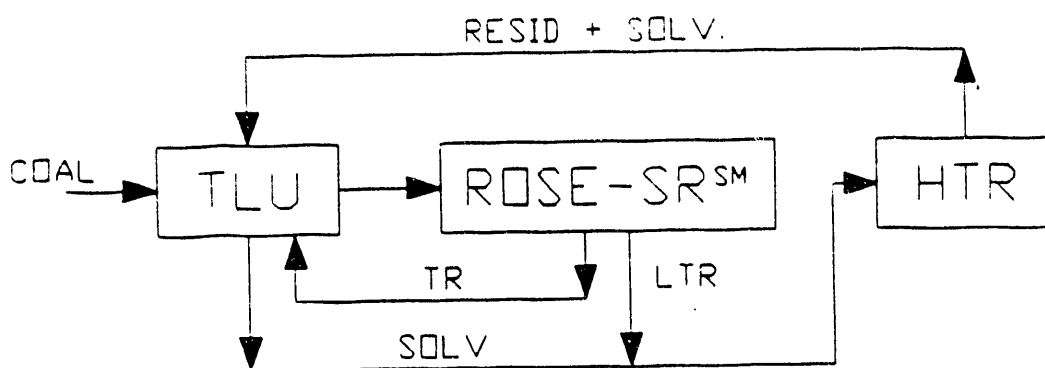 RESID + SOLV.
COAL
TLU
ROSE-SR℠
HTR
TR
LTR
SOLV